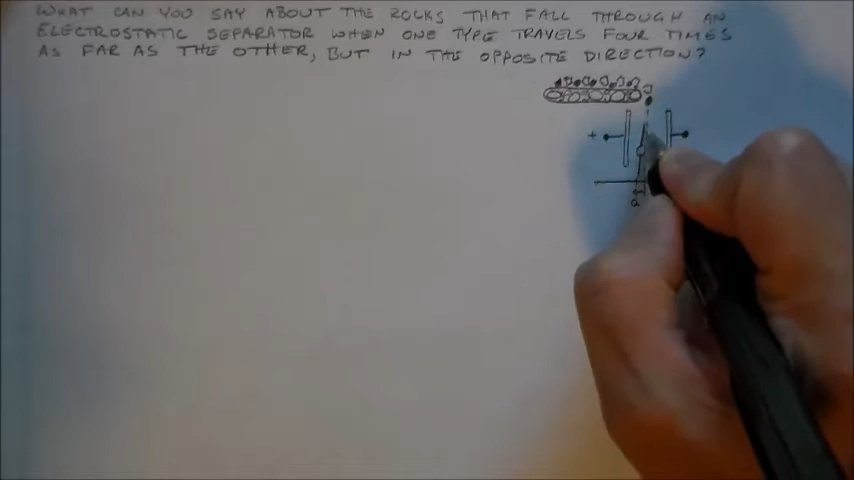 WHAT CAN YOU SAY ABOUT THE ROCKS THAT FALL THROUGH AN
ELECTROSTATIC SEPARATOR WHEN ONE TYPE TRAVELS FOUR TIMES
AS FAR AS THE OTHER, BUT IN THE OPPOSITE DIRECTION?
+
a